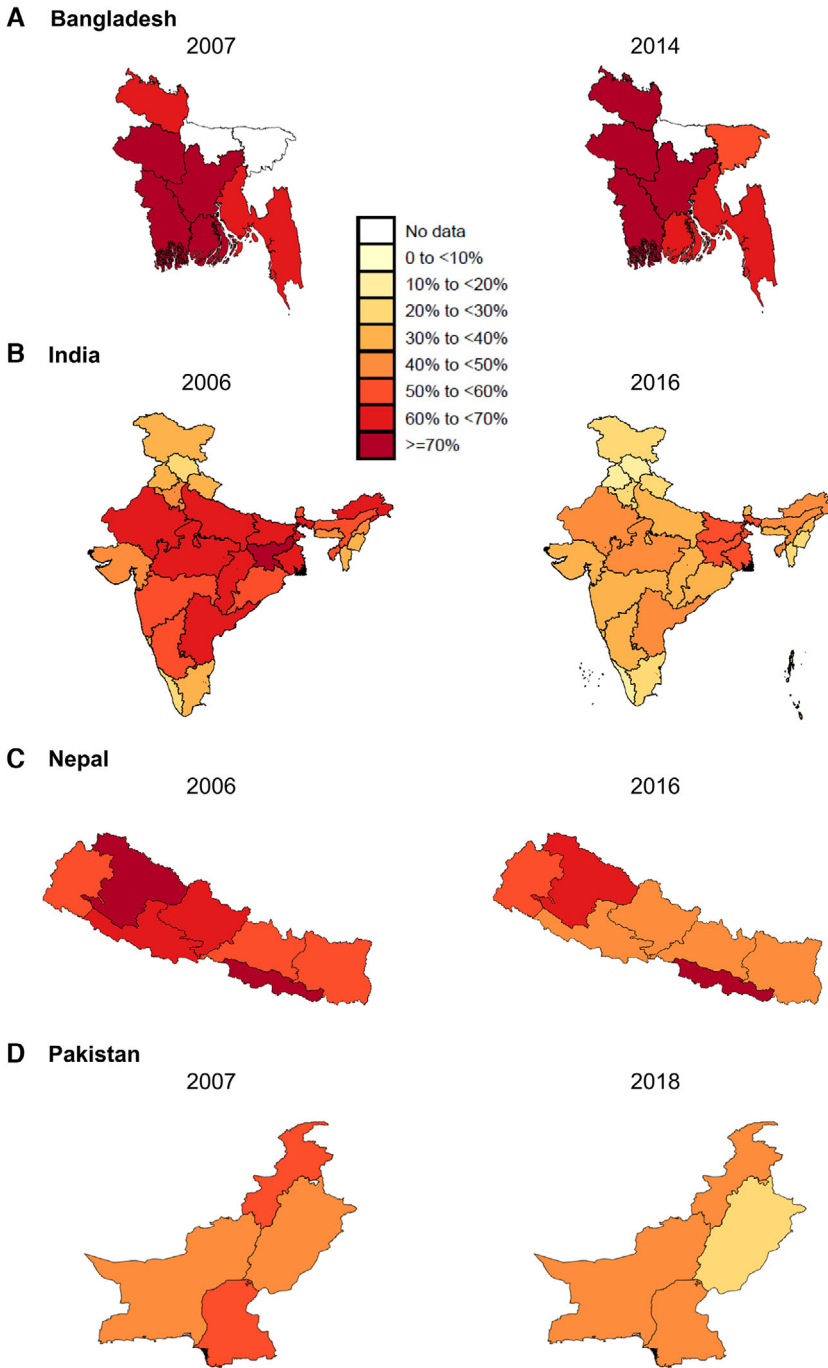 A Bangladesh
2007
2014
No data
0 to <10%
10% to <20%
20% to <30%
30% to <40%
40% to <50%
50% to <60%
60% to <70%
>=70%
B India
2006
2016
C Nepal
2006
2016
D Pakistan
2007
2018